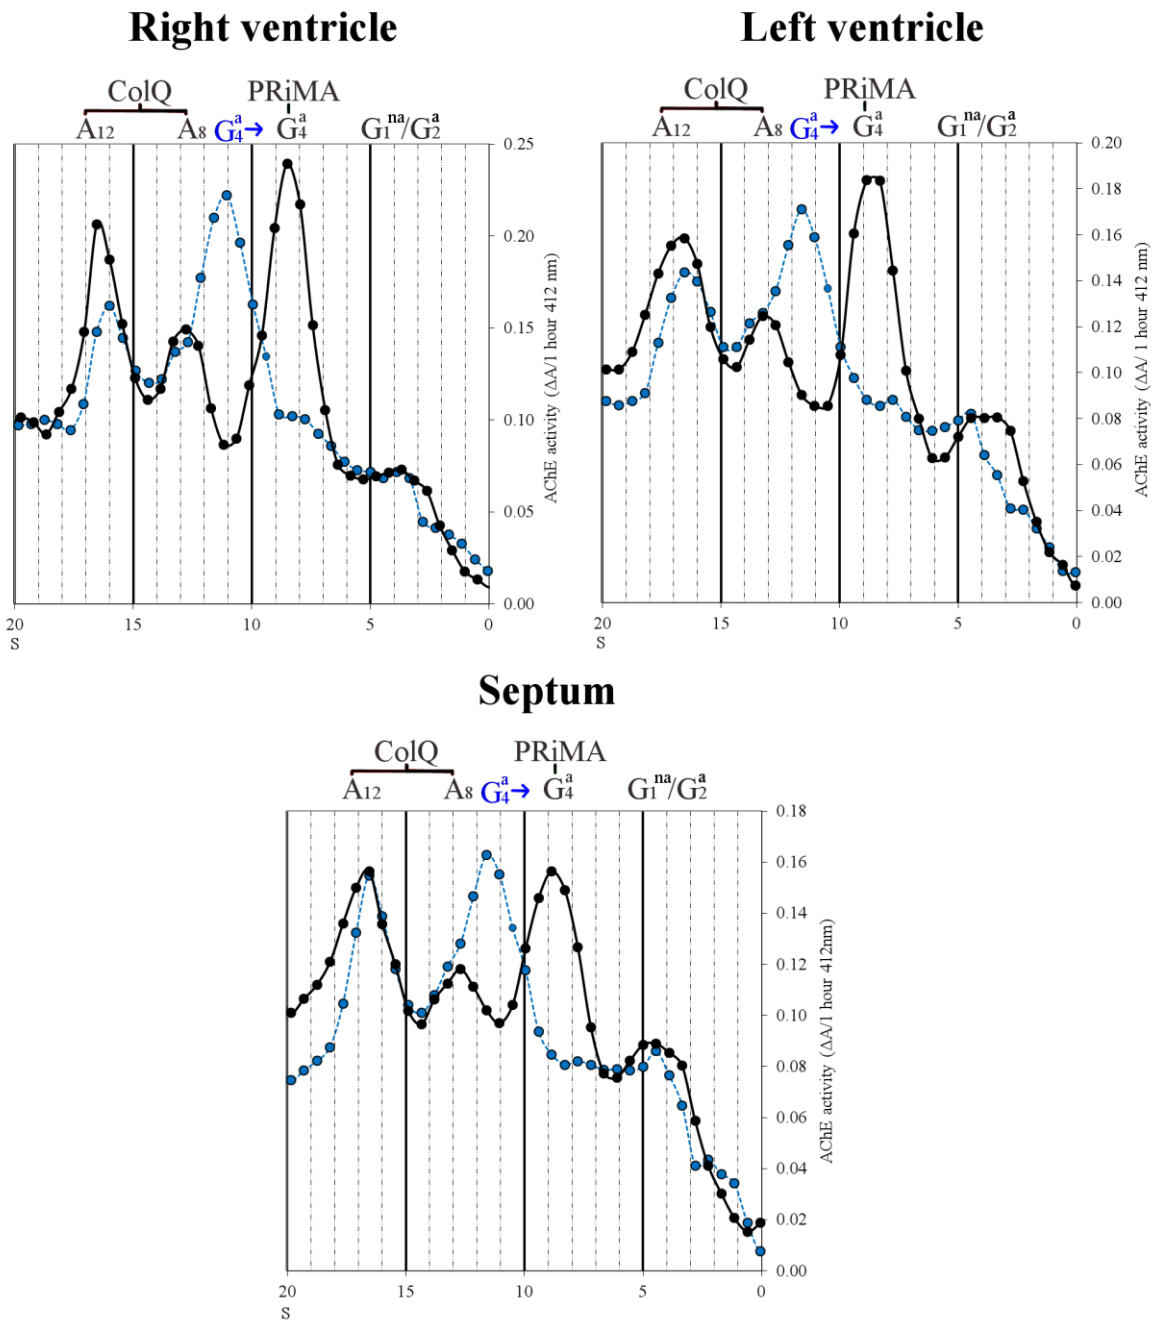 Right ventricle
ColQ PRiMA
A12 A8 G4a→ G4a G1na/G2a
0.25
0.20
0.15
0.10
0.05
0.00
AChE activity (ΔA/ 1 hour 412 nm)
20 15 10 5 0
S
Left ventricle
ColQ PRiMA
A12 A8 G4a→ G4a G1na/G2a
0.20
0.18
0.16
0.14
0.12
0.10
0.08
0.06
0.04
0.02
0.00
AChE activity (ΔA/ 1 hour 412 nm)
20 15 10 5 0
S
Septum
ColQ PRiMA
A12 A8 G4a→ G4a G1na/G2a
0.18
0.16
0.14
0.12
0.10
0.08
0.06
0.04
0.02
0.00
AChE activity (ΔA/1 hour 412nm)
20 15 10 5 0
S